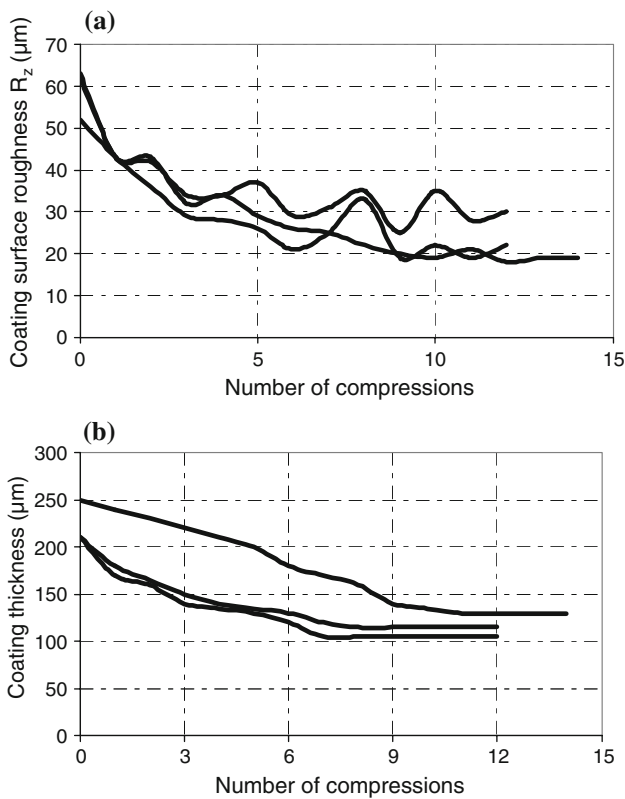 (a)
Coating surface roughness Rz (μm)
70
60
50
40
30
20
10
0
0 5 10 15
Number of compressions
(b)
Coating thickness (μm)
300
250
200
150
100
50
0
0 3 6 9 12 15
Number of compressions